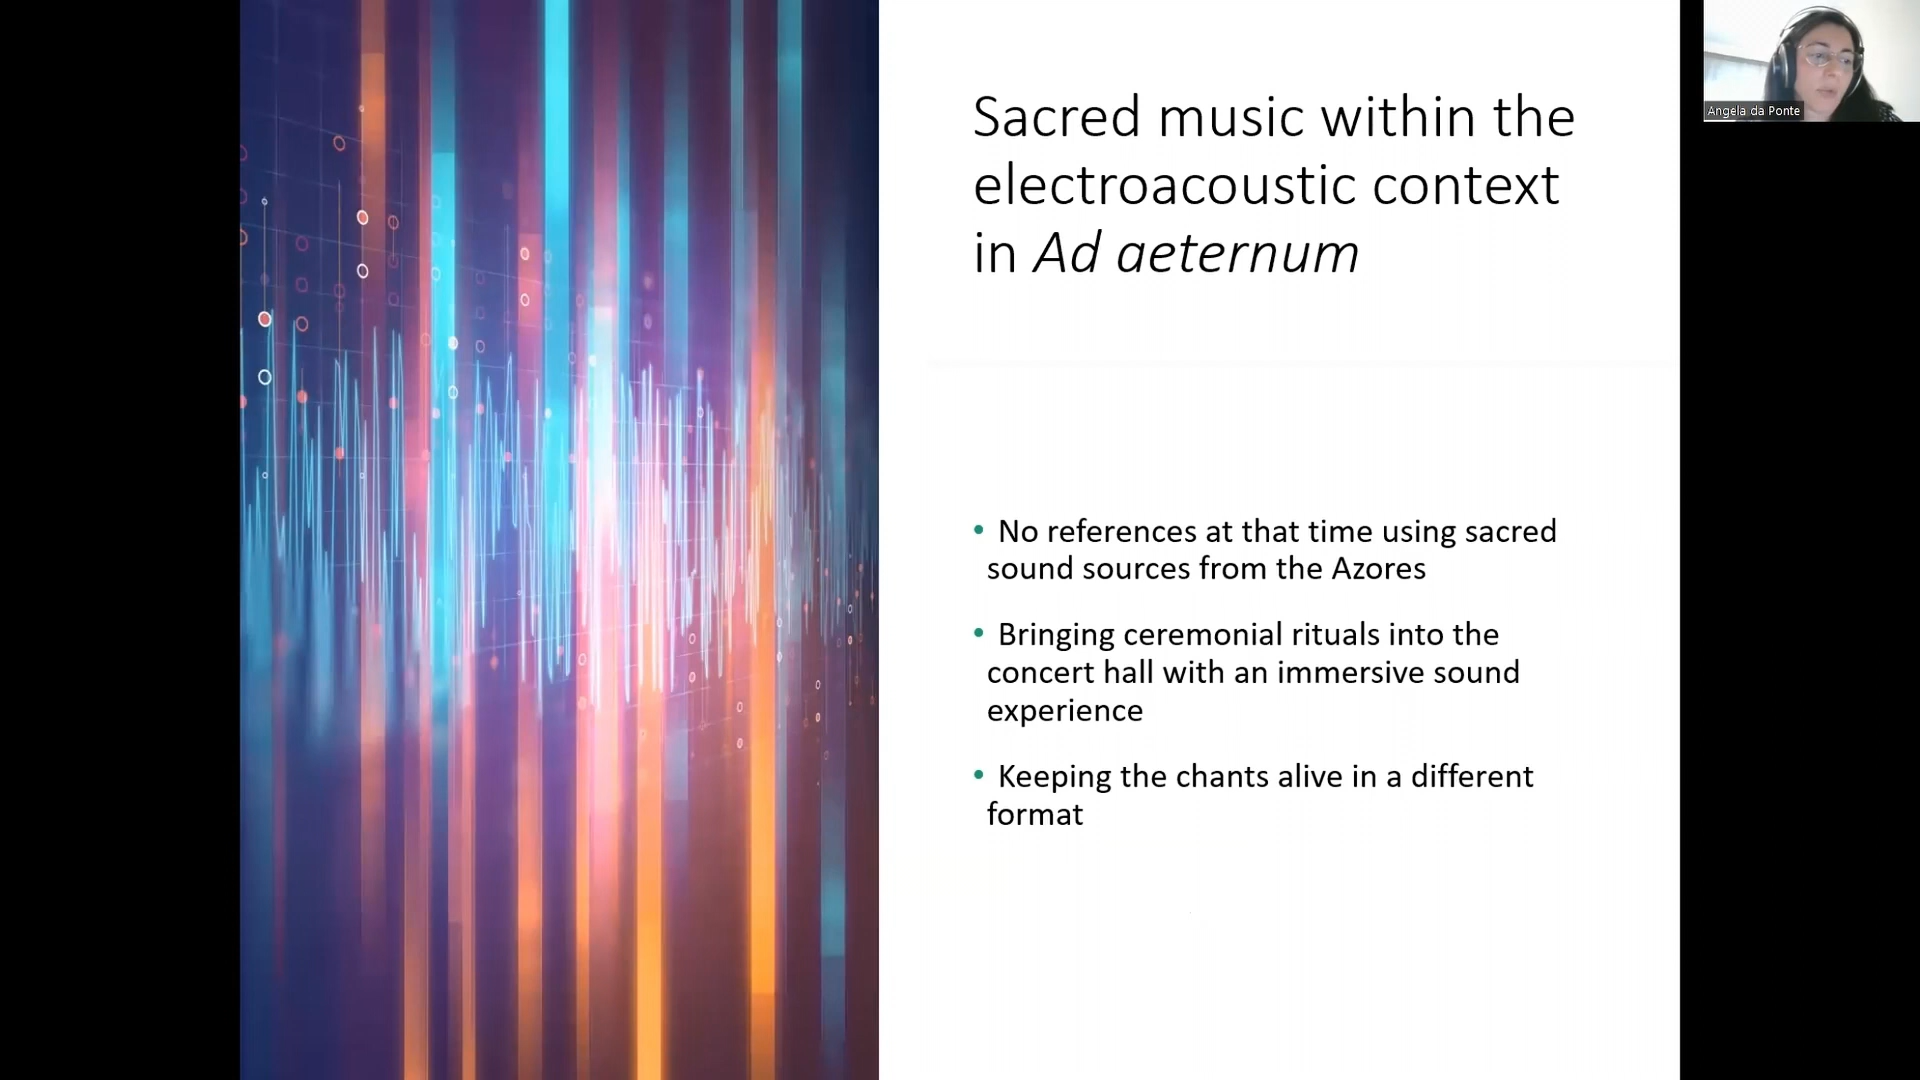 Sacred music within the
electroacoustic context
in Ad aeternum
• No references at that time using sacred
sound sources from the Azores
• Bringing ceremonial rituals into the
concert hall with an immersive sound
experience
• Keeping the chants alive in a different
format
Angela da Ponte